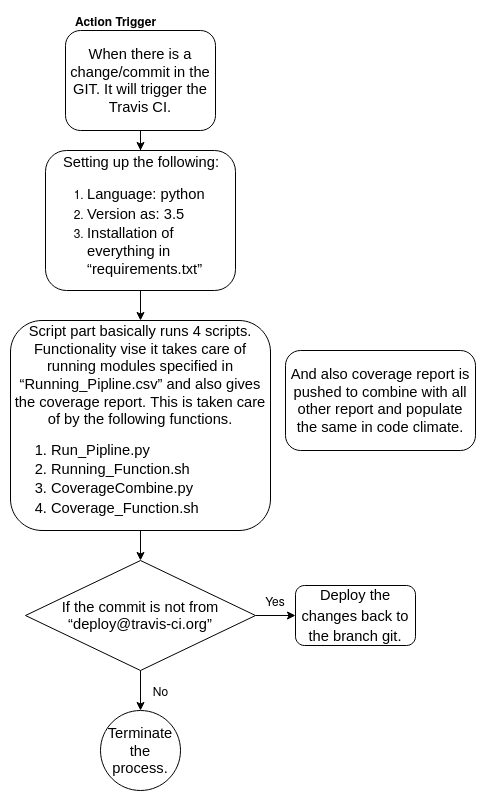 Action Trigger
When there is a
change/commit in the
GIT. It will trigger the
Travis CI.
Setting up the following:
1. Language: python
2. Version as: 3.5
3. Installation of
everything in
“requirements.txt”
Script part basically runs 4 scripts.
Functionality vise it takes care of
running modules specified in
“Running_Pipline.csv” and also gives
the coverage report. This is taken care
of by the following functions.
1. Run_Pipline.py
2. Running_Function.sh
3. CoverageCombine.py
4. Coverage_Function.sh
And also coverage report is
pushed to combine with all
other report and populate
the same in code climate.
If the commit is not from
“deploy@travis-ci.org”
Yes
Deploy the
changes back to
the branch git.
No
Terminate
the
process.